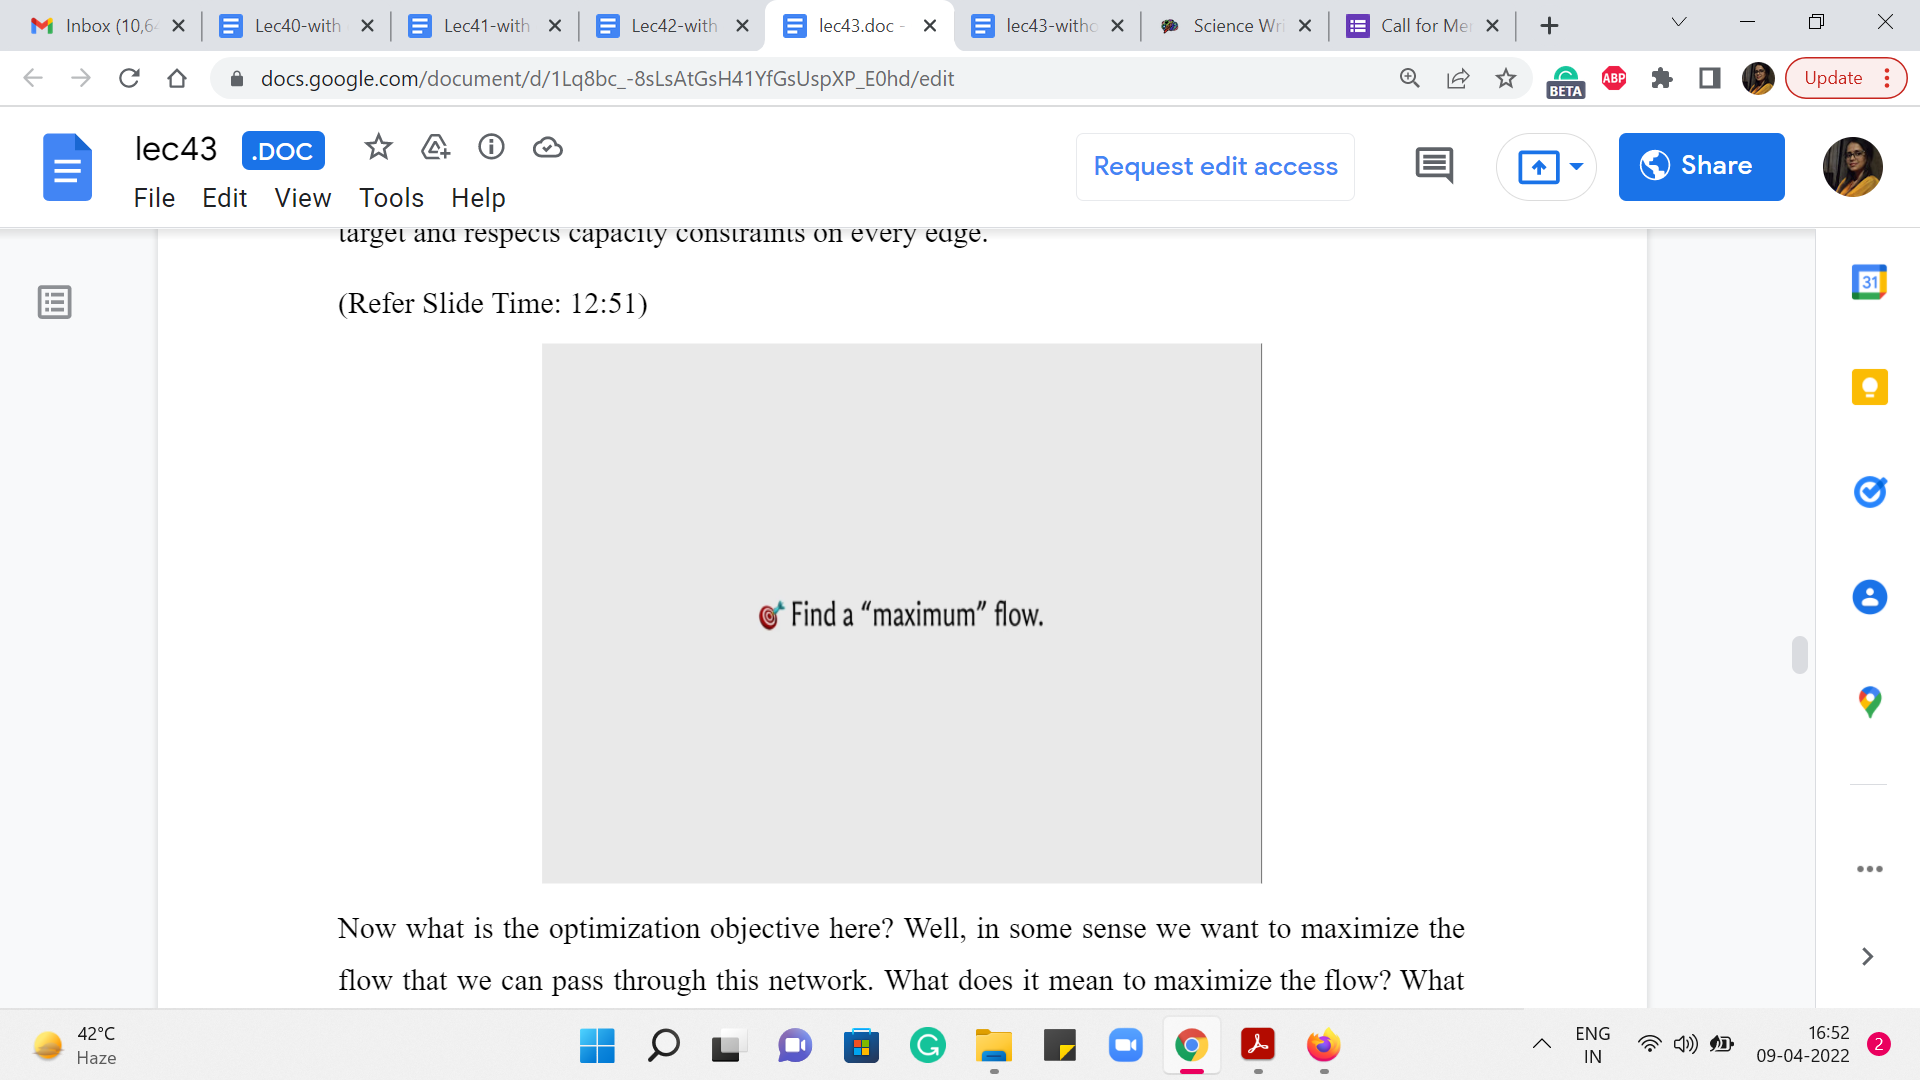 Inbox (10,64
Lec40-with
Lec41-with
Lec42-with
lec43.doc -
lec43-witho
Science Wri
Call for Mer
docs.google.com/document/d/1Lq8bc_-8sLsAtGsH41YfGsUspXP_E0hd/edit
BETA
ABP
Update
lec43
.DOC
File Edit View Tools Help
Request edit access
Share
31
target and respects capacity constraints on every edge.
(Refer Slide Time: 12:51)
Find a “maximum” flow.
Now what is the optimization objective here? Well, in some sense we want to maximize the
flow that we can pass through this network. What does it mean to maximize the flow? What
42°C
Haze
ENG
IN
16:52
09-04-2022
2